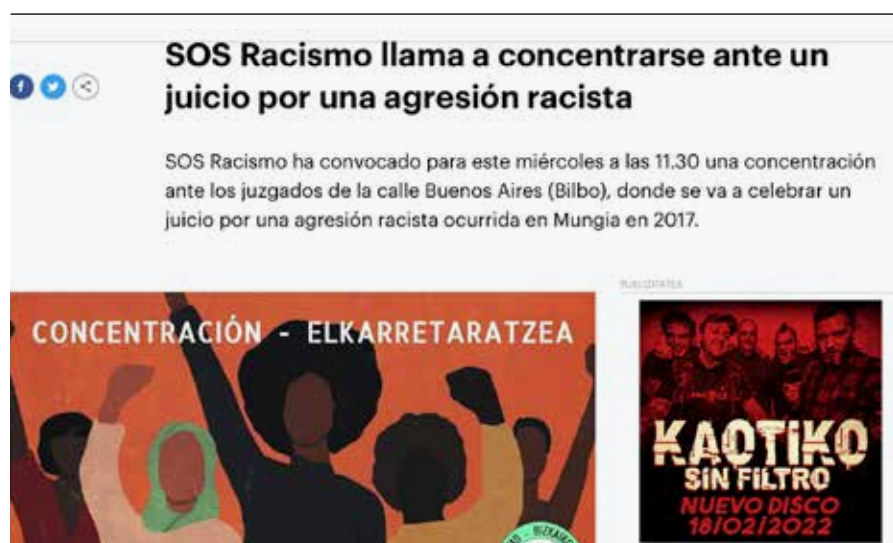 SOS Racismo llama a concentrarse ante un
juicio por una agresión racista
SOS Racismo ha convocado para este miércoles a las 11.30 una concentración
ante los juzgados de la calle Buenos Aires (Bilbo), donde se va a celebrar un
juicio por una agresión racista ocurrida en Mungia en 2017.
PUBLIZITATEA
CONCENTRACIÓN - ELKARRETARATZEA
KAOTIKO
SIN FILTRO
NUEVO DISCO
18/02/2022